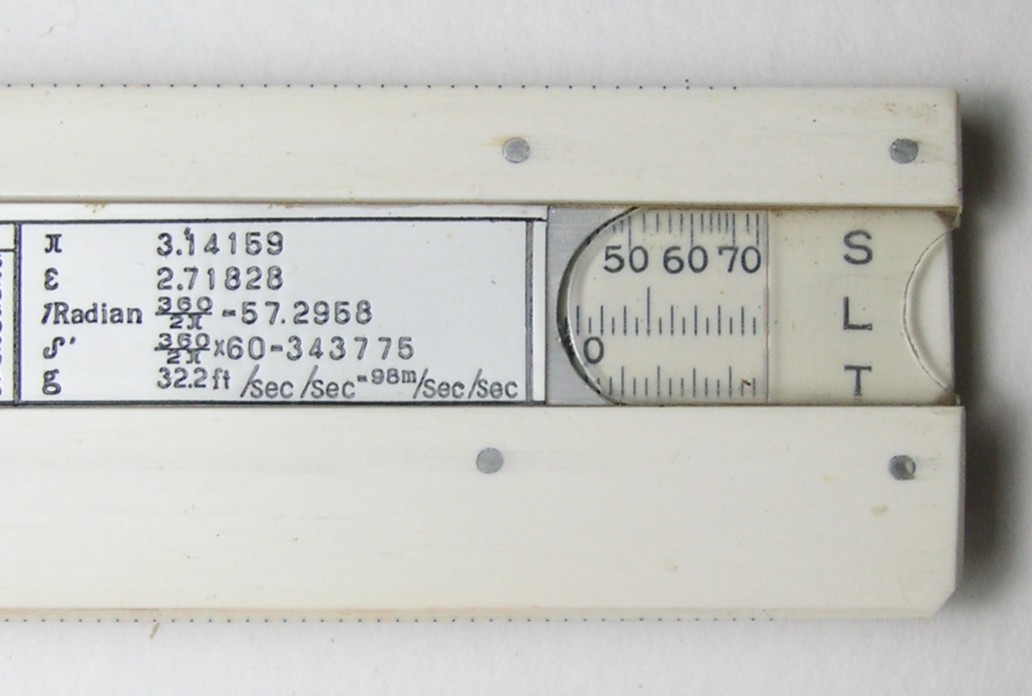 π 3.14159
ε 2.71828
1Radian 360/2π=57.2958
360/2π×60=343775
g 32.2ft /sec/sec=98m/sec/sec
50 60 70
0
S
L
T